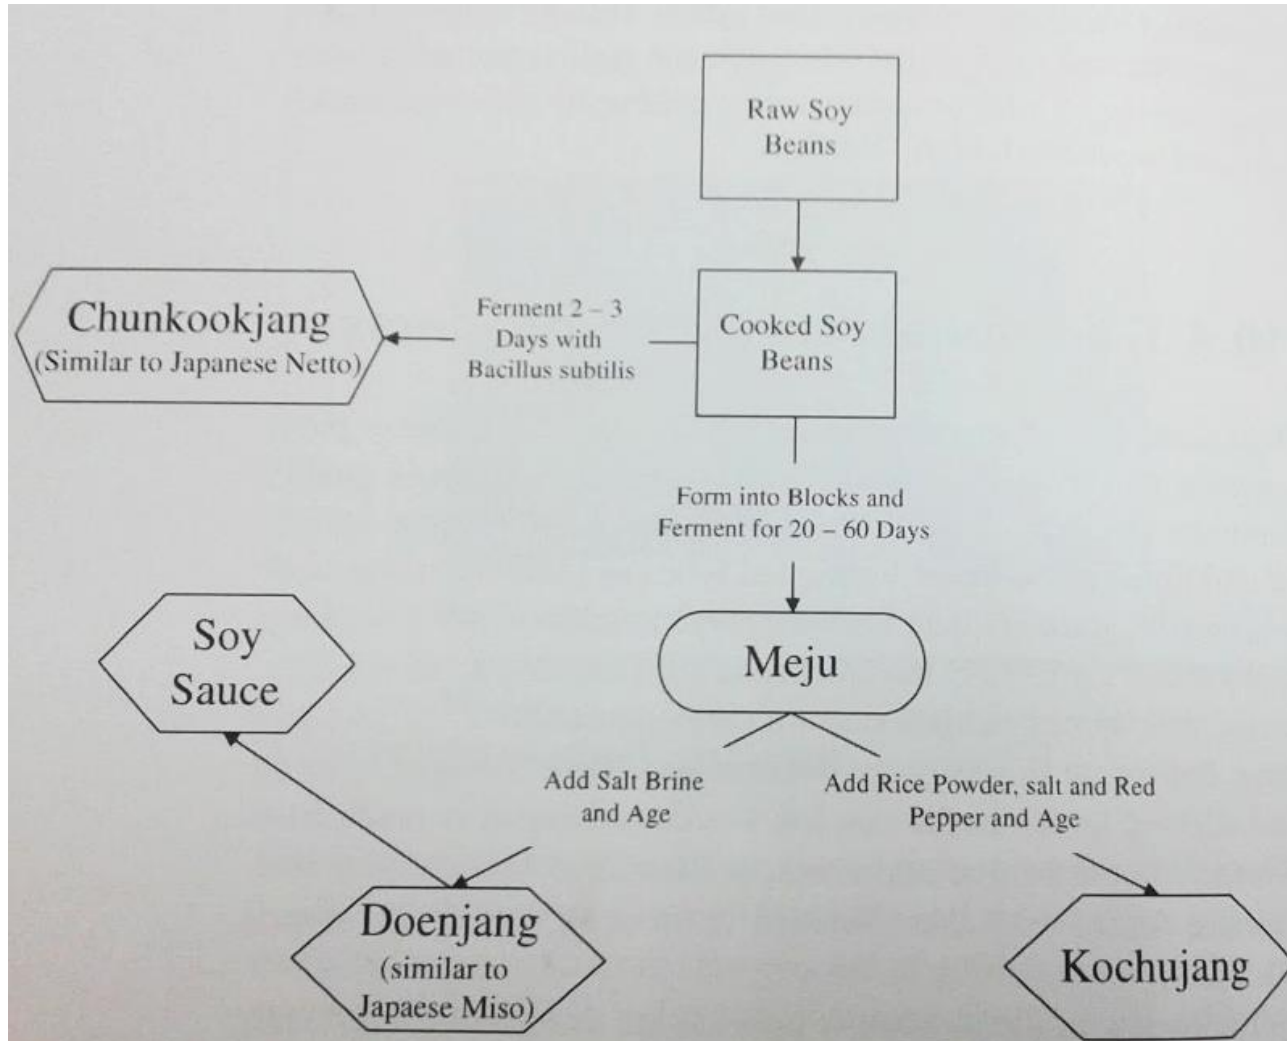 Raw Soy
Beans
Cooked Soy
Beans
Ferment 2 – 3
Days with
Bacillus subtilis
Chunkookjang
(Similar to Japanese Netto)
Form into Blocks and
Ferment for 20 – 60 Days
Meju
Soy
Sauce
Add Salt Brine
and Age
Add Rice Powder, salt and Red
Pepper and Age
Doenjang
(similar to
Japaese Miso)
Kochujang